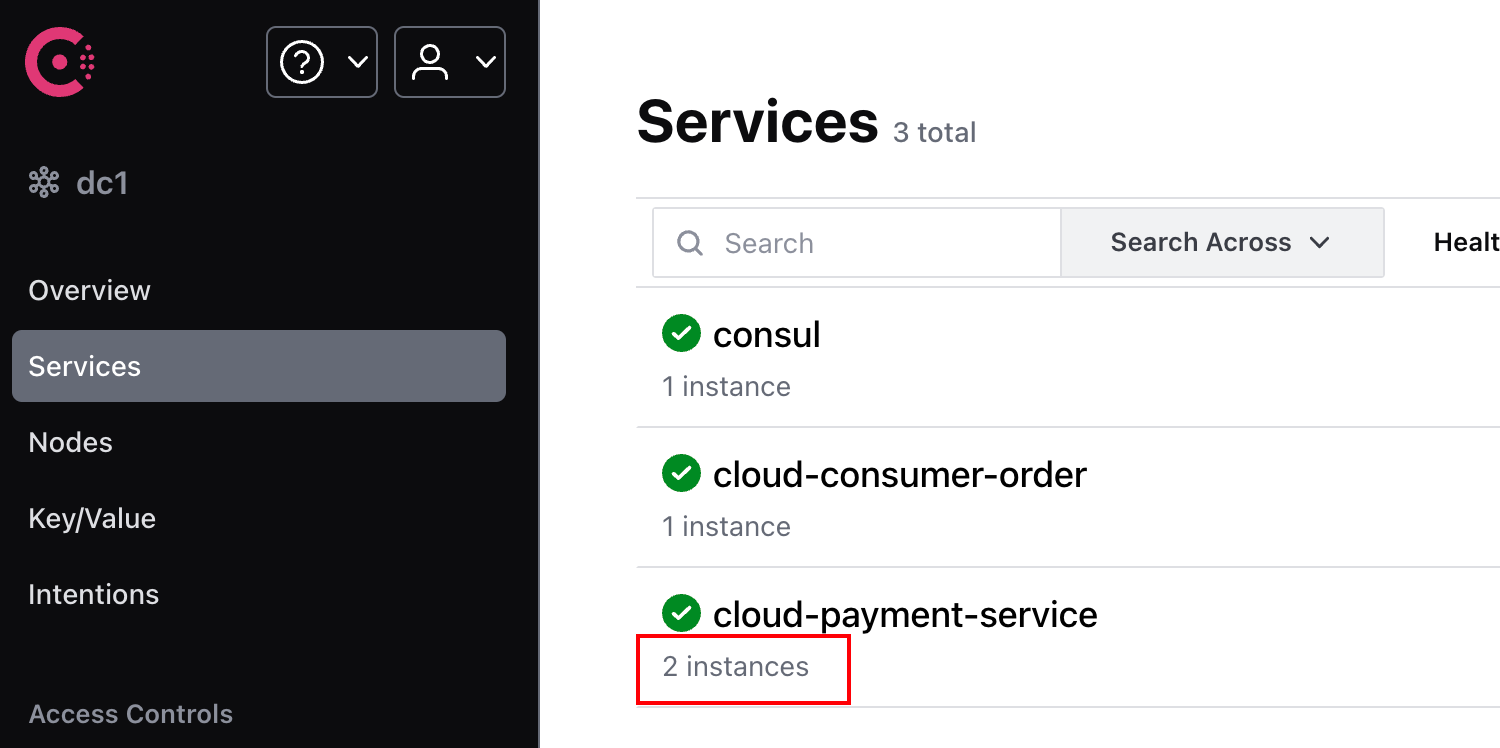 dc1
Overview
Services
Nodes
Key/Value
Intentions
Access Controls
Services 3 total
Search Search Across Healt
consul
1 instance
cloud-consumer-order
1 instance
cloud-payment-service
2 instances